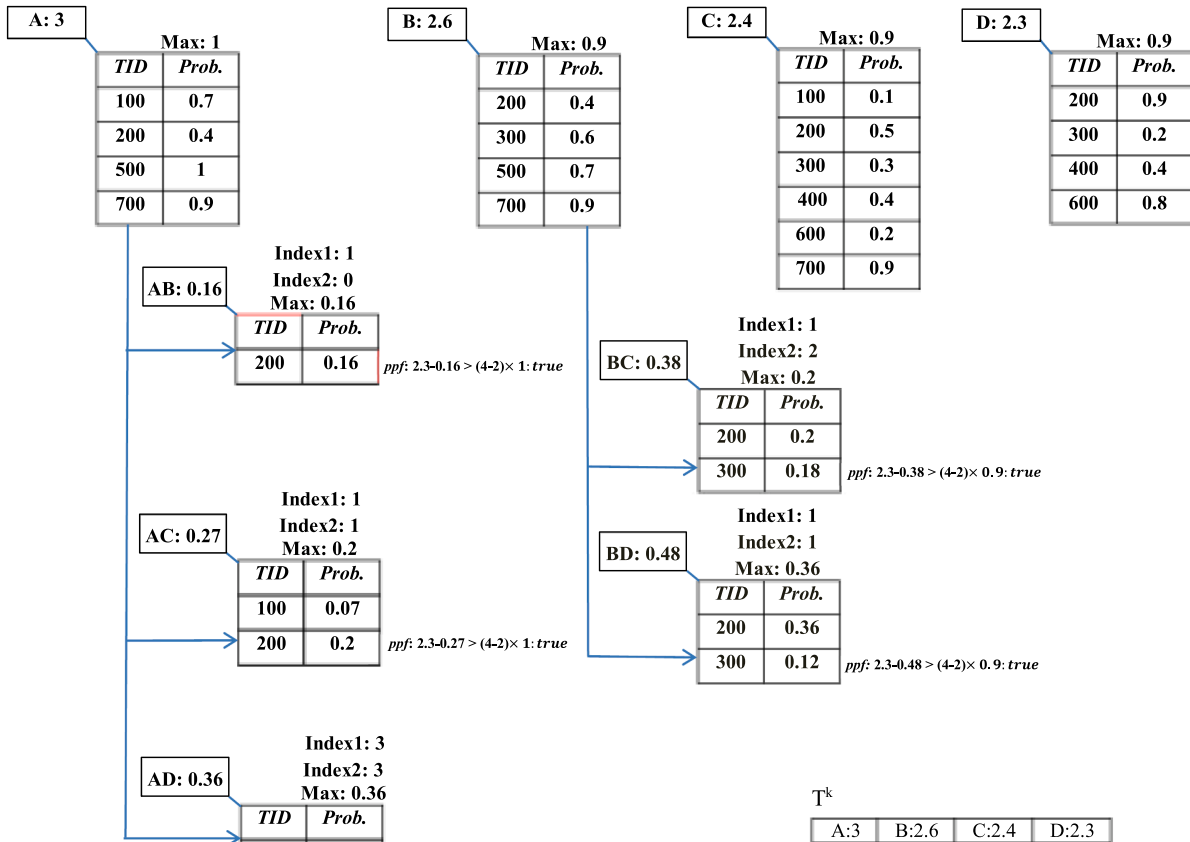 A: 3
Max: 1
TID Prob.
100 0.7
200 0.4
500 1
700 0.9
B: 2.6
Max: 0.9
TID Prob.
200 0.4
300 0.6
500 0.7
700 0.9
C: 2.4
Max: 0.9
TID Prob.
100 0.1
200 0.5
300 0.3
400 0.4
600 0.2
700 0.9
D: 2.3
Max: 0.9
TID Prob.
200 0.9
300 0.2
400 0.4
600 0.8
AB: 0.16
Index1: 1
Index2: 0
Max: 0.16
TID Prob.
200 0.16
ppf: 2.3-0.16 > (4-2)× 1: true
AC: 0.27
Index1: 1
Index2: 1
Max: 0.2
TID Prob.
100 0.07
200 0.2
ppf: 2.3-0.27 > (4-2)× 1: true
AD: 0.36
Index1: 3
Index2: 3
Max: 0.36
TID Prob.
BC: 0.38
Index1: 1
Index2: 2
Max: 0.2
TID Prob.
200 0.2
300 0.18
ppf: 2.3-0.38 > (4-2)× 0.9: true
BD: 0.48
Index1: 1
Index2: 1
Max: 0.36
TID Prob.
200 0.36
300 0.12
ppf: 2.3-0.48 > (4-2)× 0.9: true
Tᵏ
A:3 B:2.6 C:2.4 D:2.3